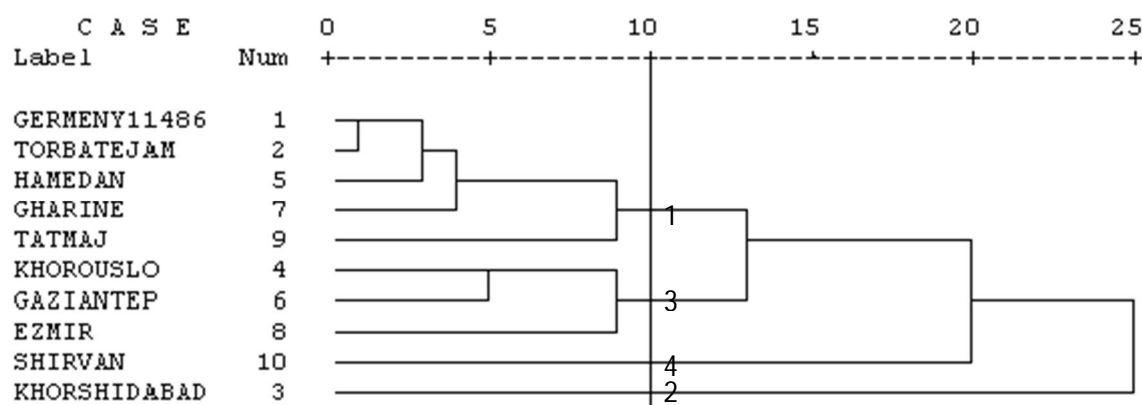 C A S E 0 5 10 15 20 25
Label Num
GERMENY11486 1
TORBATEJAM 2
HAMEDAN 5
GHARINE 7
1
TATMAJ 9
KHOROUSLO 4
GAZIANTEP 6
3
EZMIR 8
SHIRVAN 10
4
KHORSHIDABAD 3
2